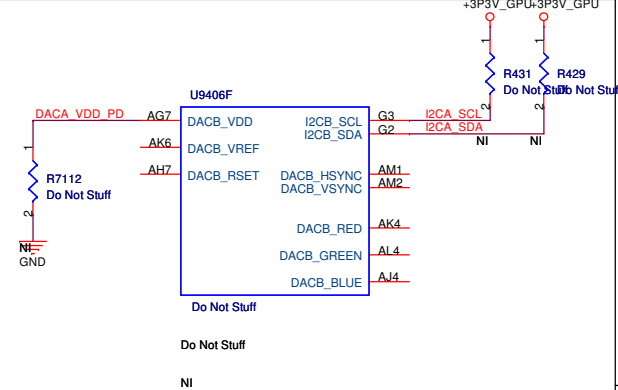 +3P3V_GPU +3P3V_GPU
1 1
R431 R429
Do Not Stuff Do Not Stuff
2 2
U9406F
DACA_VDD_PD AG7 DACB_VDD I2CB_SCL G3 I2CA_SCL
I2CB_SDA G2 I2CA_SDA
AK6 DACB_VREF NI NI
1
AH7 DACB_RSET DACB_HSYNC AM1
DACB_VSYNC AM2
R7112
Do Not Stuff
2
DACB_RED AK4
NI
GND
DACB_GREEN AL4
DACB_BLUE AJ4
Do Not Stuff
Do Not Stuff
NI